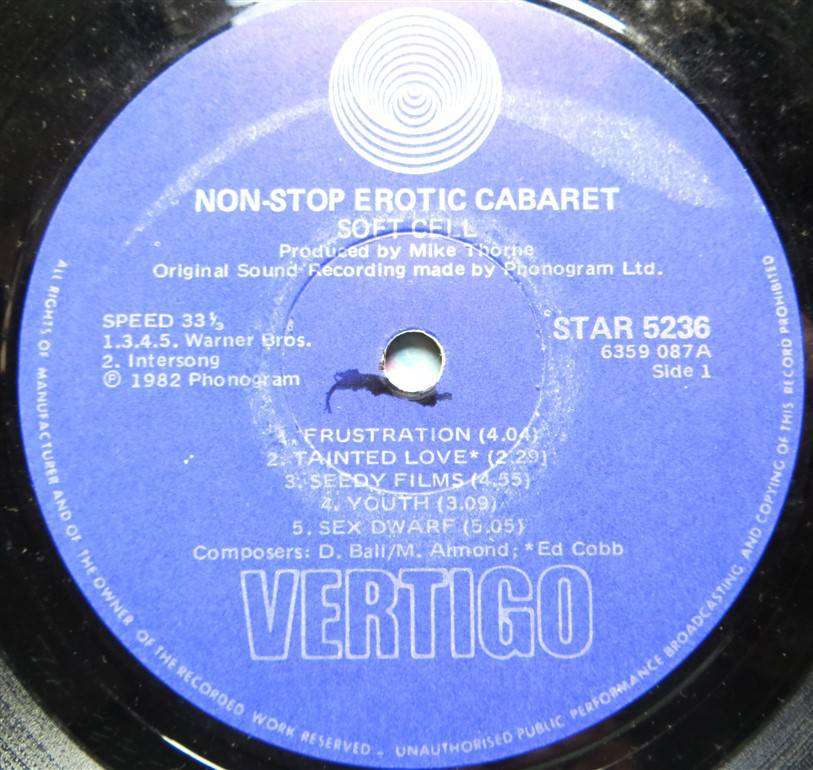 NON-STOP EROTIC CABARET
SOFT CELL
Produced by Mike Thorne
Original Sound Recording made by Phonogram Ltd.
SPEED 33⅓
1.3.4.5. Warner Bros.
2. Intersong
℗ 1982 Phonogram
STAR 5236
6359 087A
Side 1
1. FRUSTRATION (4.04)
2. TAINTED LOVE* (2.29)
3. SEEDY FILMS (4.55)
4. YOUTH (3.09)
5. SEX DWARF (5.05)
Composers: D. Ball/M. Almond; *Ed Cobb
VERTIGO
ALL RIGHTS OF MANUFACTURER AND OF THE OWNER OF THE RECORDED WORK RESERVED - UNAUTHORISED PUBLIC PERFORMANCE BROADCASTING AND COPYING OF THIS RECORD PROHIBITED